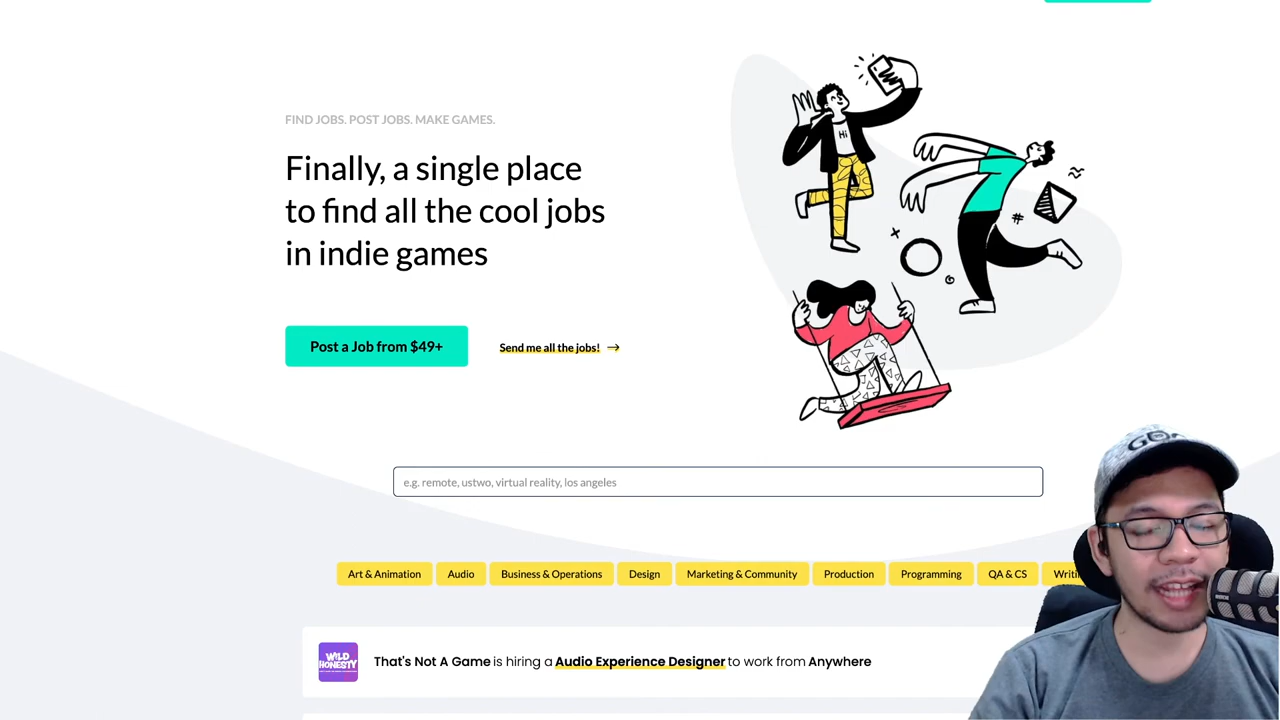 FIND JOBS. POST JOBS. MAKE GAMES.
Finally, a single place
to find all the cool jobs
in indie games
Post a Job from $49+
Send me all the jobs! →
Hi
e.g. remote, ustwo, virtual reality, los angeles
Art & Animation
Audio
Business & Operations
Design
Marketing & Community
Production
Programming
QA & CS
WILD
HONESTY
That's Not A Game is hiring a Audio Experience Designer to work from Anywhere